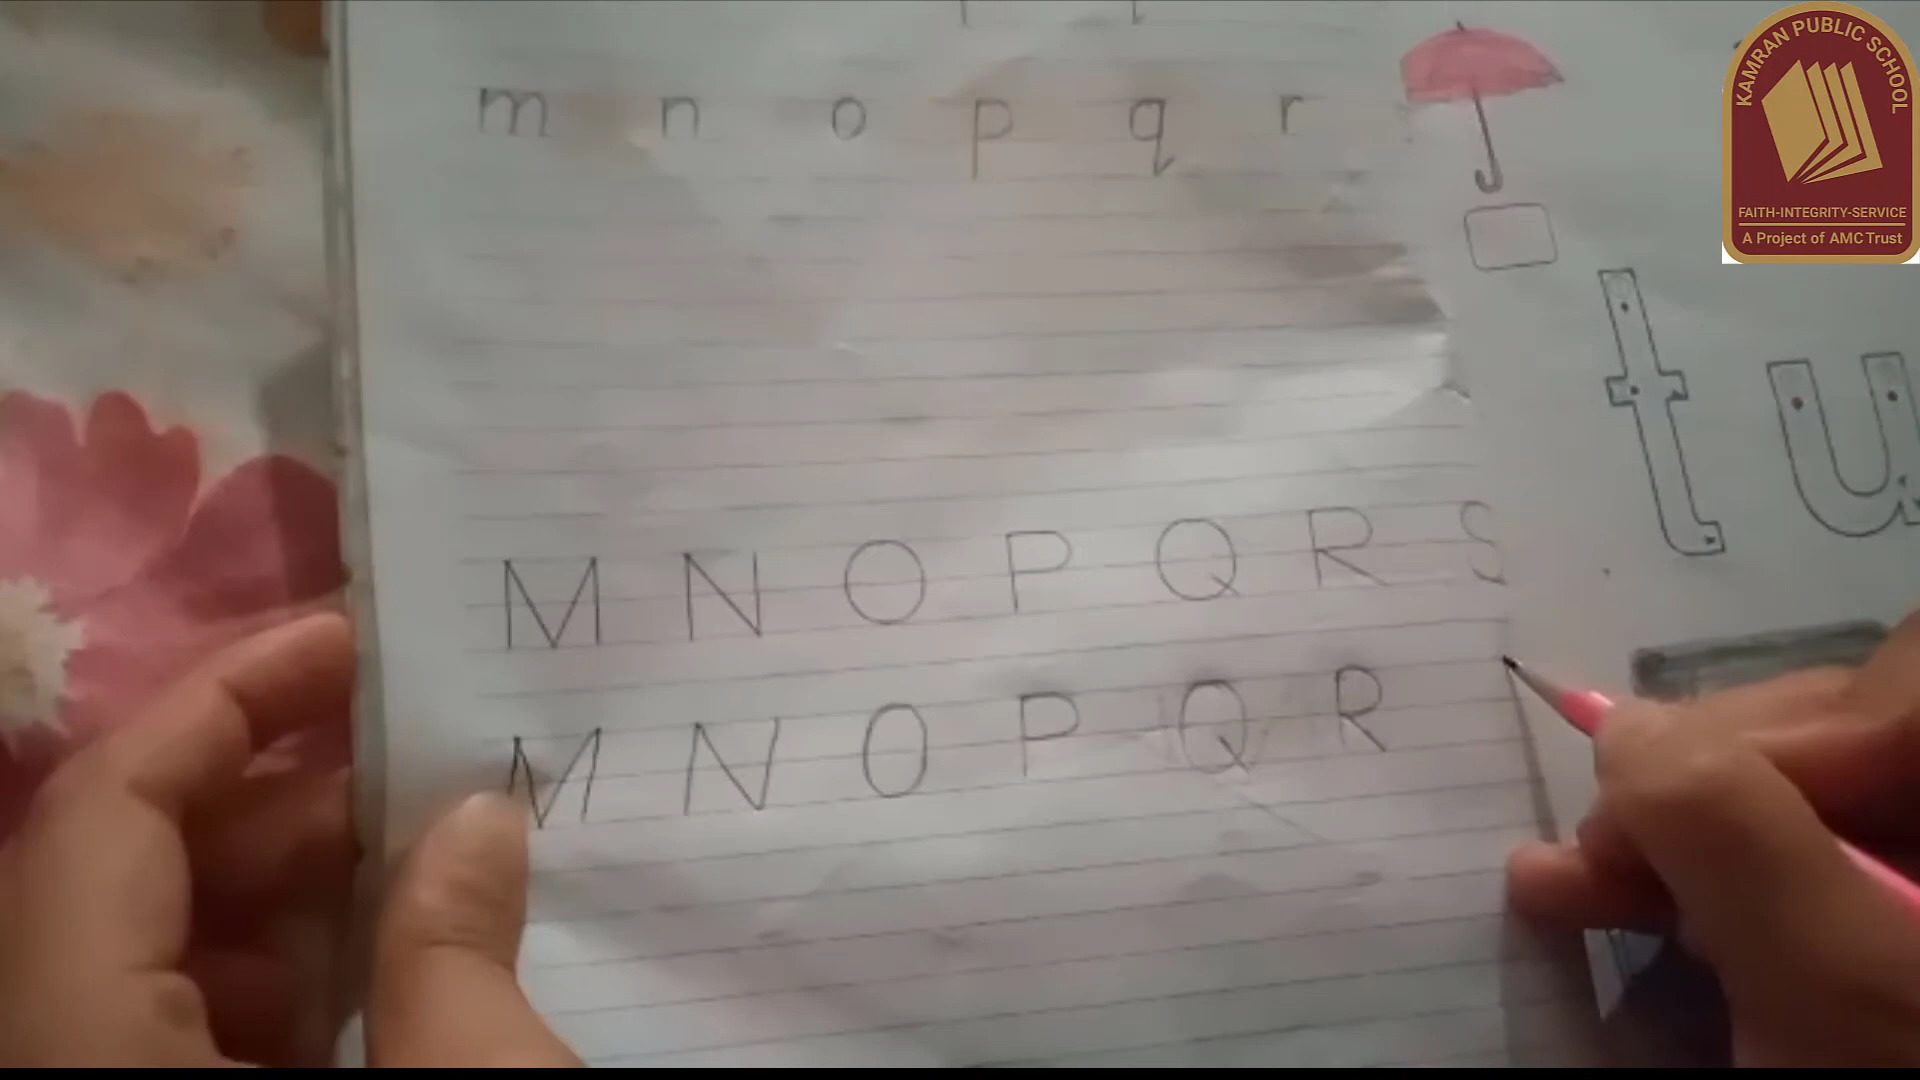 m n o p q r
M N O P Q R S
M N O P Q R
t u
KAMRAN PUBLIC SCHOOL
FAITH-INTEGRITY-SERVICE
A Project of AMC Trust